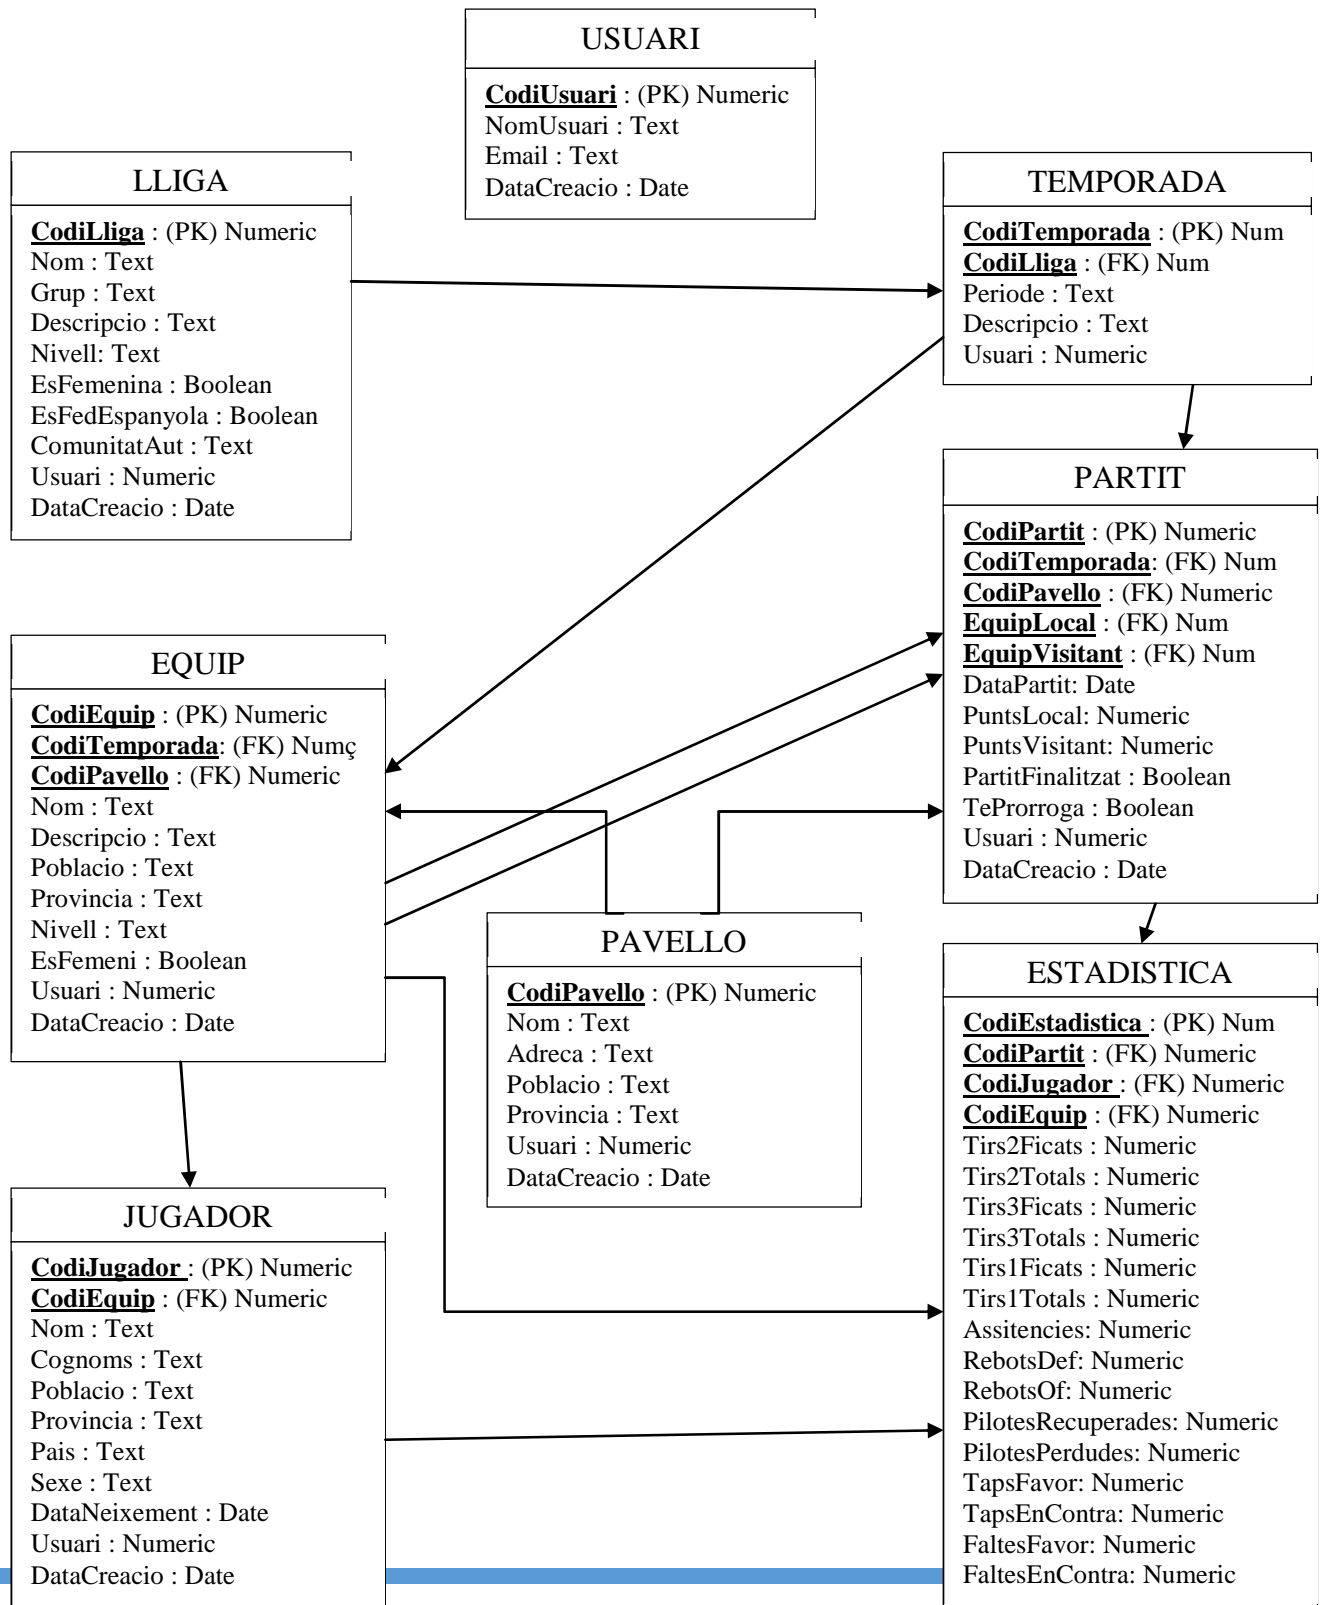 USUARI
CodiUsuari : (PK) Numeric
NomUsuari : Text
Email : Text
DataCreacio : Date
LLIGA
CodiLliga : (PK) Numeric
Nom : Text
Grup : Text
Descripcio : Text
Nivell: Text
EsFemenina : Boolean
EsFedEspanyola : Boolean
ComunitatAut : Text
Usuari : Numeric
DataCreacio : Date
TEMPORADA
CodiTemporada : (PK) Num
CodiLliga : (FK) Num
Periode : Text
Descripcio : Text
Usuari : Numeric
PARTIT
CodiPartit : (PK) Numeric
CodiTemporada: (FK) Num
CodiPavello : (FK) Numeric
EquipLocal : (FK) Num
EquipVisitant : (FK) Num
DataPartit: Date
PuntsLocal: Numeric
PuntsVisitant: Numeric
PartitFinalitzat : Boolean
TeProrroga : Boolean
Usuari : Numeric
DataCreacio : Date
EQUIP
CodiEquip : (PK) Numeric
CodiTemporada: (FK) Numç
CodiPavello : (FK) Numeric
Nom : Text
Descripcio : Text
Poblacio : Text
Provincia : Text
Nivell : Text
EsFemeni : Boolean
Usuari : Numeric
DataCreacio : Date
PAVELLO
CodiPavello : (PK) Numeric
Nom : Text
Adreca : Text
Poblacio : Text
Provincia : Text
Usuari : Numeric
DataCreacio : Date
ESTADISTICA
CodiEstadistica : (PK) Num
CodiPartit : (FK) Numeric
CodiJugador : (FK) Numeric
CodiEquip : (FK) Numeric
Tirs2Ficats : Numeric
Tirs2Totals : Numeric
Tirs3Ficats : Numeric
Tirs3Totals : Numeric
Tirs1Ficats : Numeric
Tirs1Totals : Numeric
Assitencies: Numeric
RebotsDef: Numeric
RebotsOf: Numeric
PilotesRecuperades: Numeric
PilotesPerdudes: Numeric
TapsFavor: Numeric
TapsEnContra: Numeric
FaltesFavor: Numeric
FaltesEnContra: Numeric
JUGADOR
CodiJugador : (PK) Numeric
CodiEquip : (FK) Numeric
Nom : Text
Cognoms : Text
Poblacio : Text
Provincia : Text
Pais : Text
Sexe : Text
DataNeixement : Date
Usuari : Numeric
DataCreacio : Date